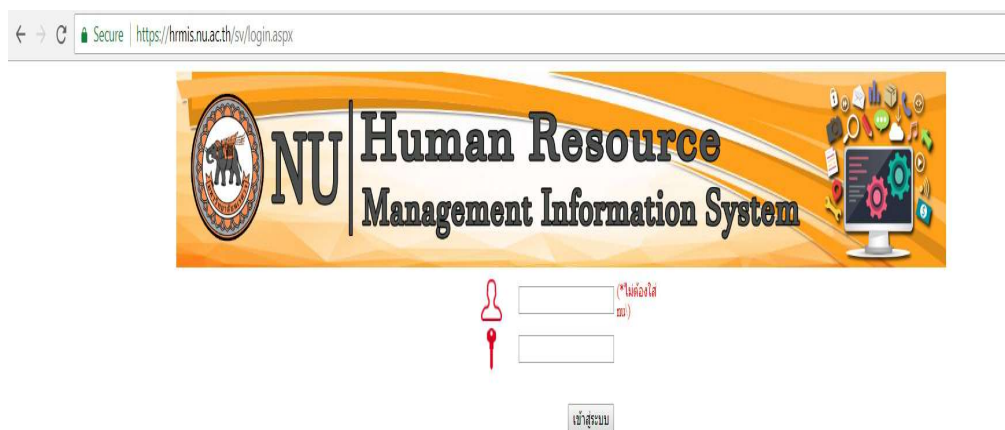 Secure | https://hrmis.nu.ac.th/sv/login.aspx
NU
Human Resource
Management Information System
(*ไม่ต้องใส่
เข้าสู่ระบบ